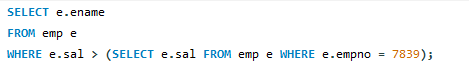 SELECT e.ename
FROM emp e
WHERE e.sal > (SELECT e.sal FROM emp e WHERE e.empno = 7839);